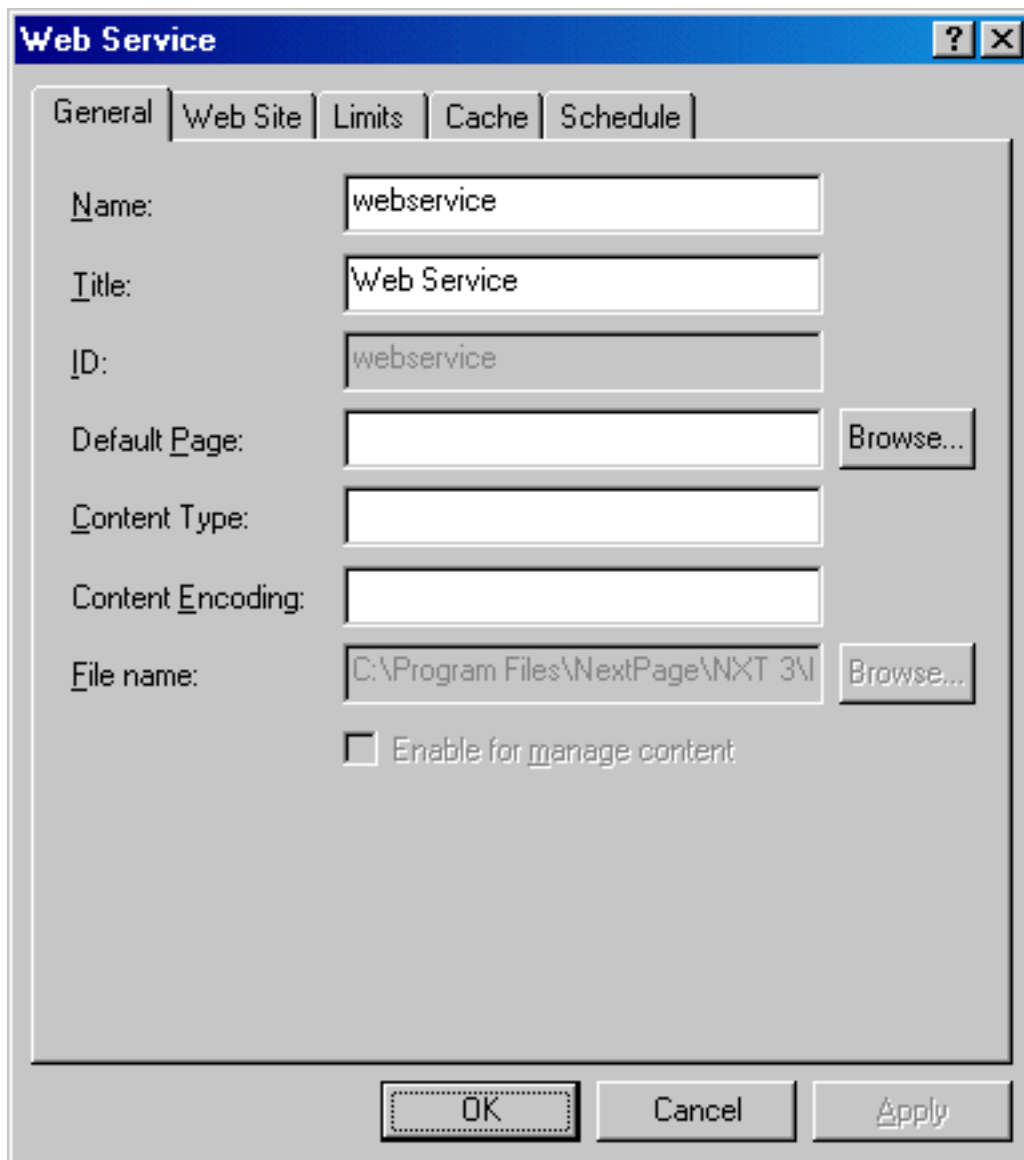 Web Service
General Web Site Limits Cache Schedule
Name: webservice
Title: Web Service
ID: webservice
Default Page: Browse...
Content Type:
Content Encoding:
File name: C:\Program Files\NextPage\NXT 3\ Browse...
Enable for manage content
OK Cancel Apply